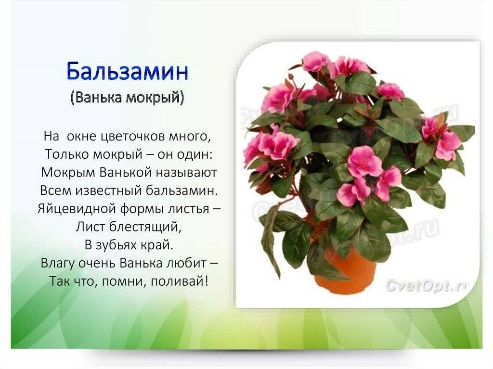 Бальзамин
(Ванька мокрый)
На окне цветочков много,
Только мокрый – он один:
Мокрым Ванькой называют
Всем известный бальзамин.
Яйцевидной формы листья –
Лист блестящий,
В зубьях край.
Влагу очень Ванька любит –
Так что, помни, поливай!
CvetOpt.ru